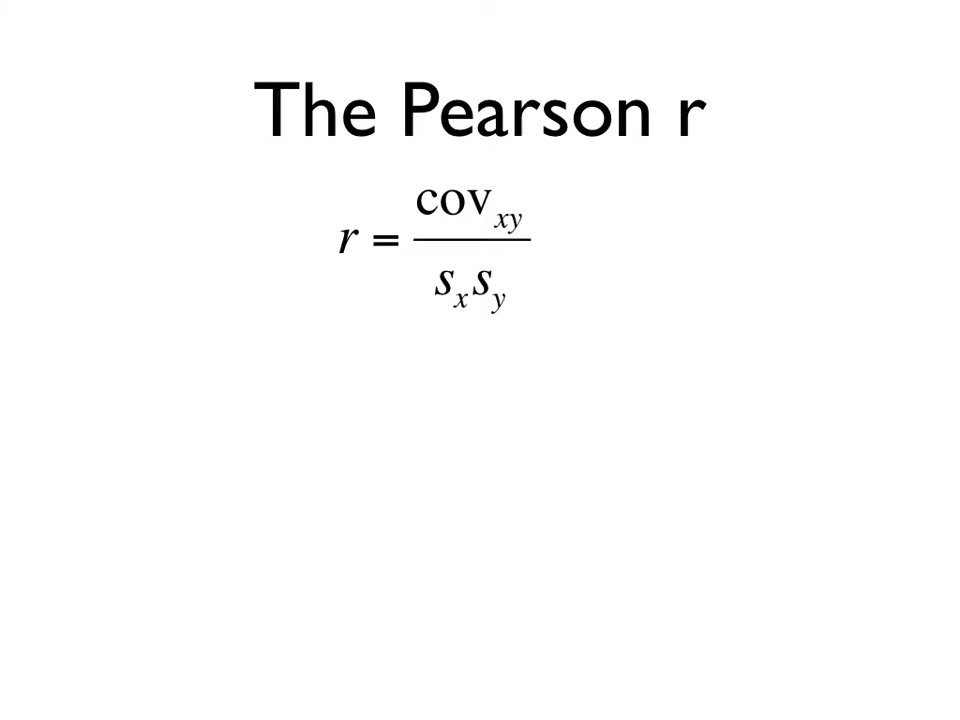 The Pearson r
r = cov_xy / s_x s_y